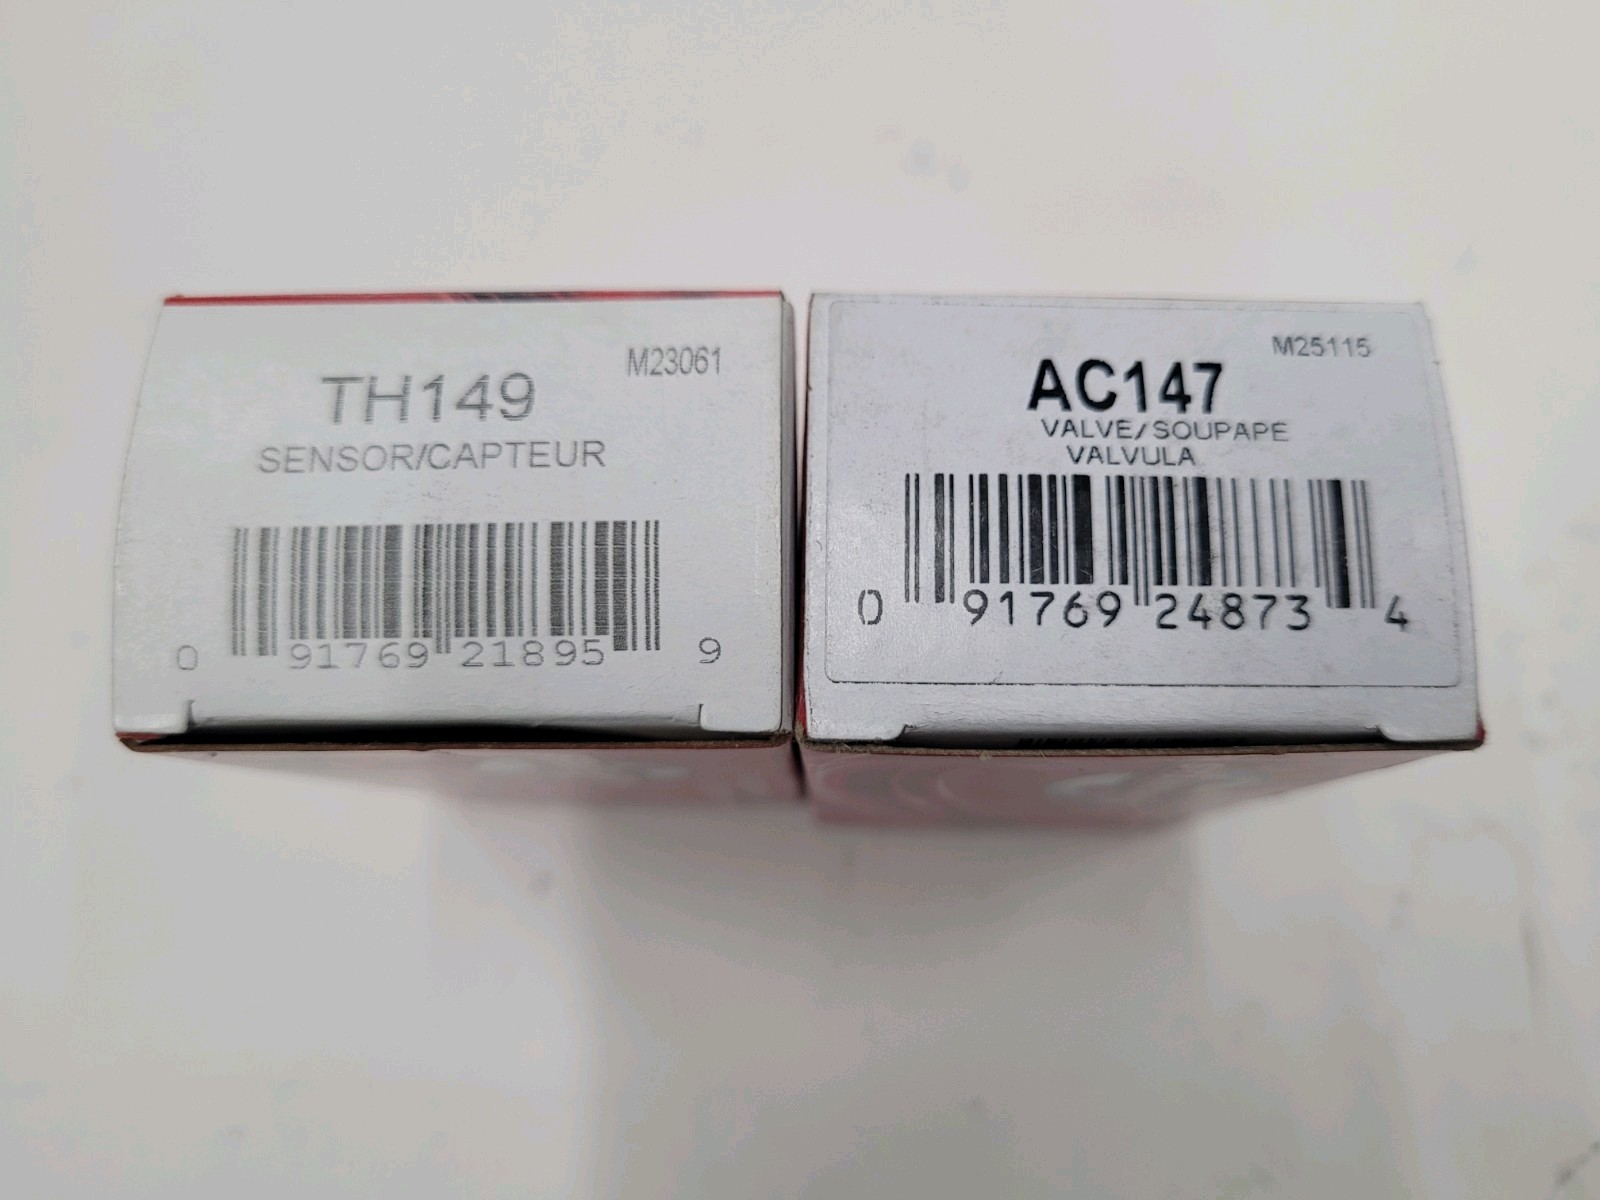 M23061
TH149
SENSOR/CAPTEUR
0 91769 21895 9
M25115
AC147
VALVE/SOUPAPE
VALVULA
0 91769 24873 4